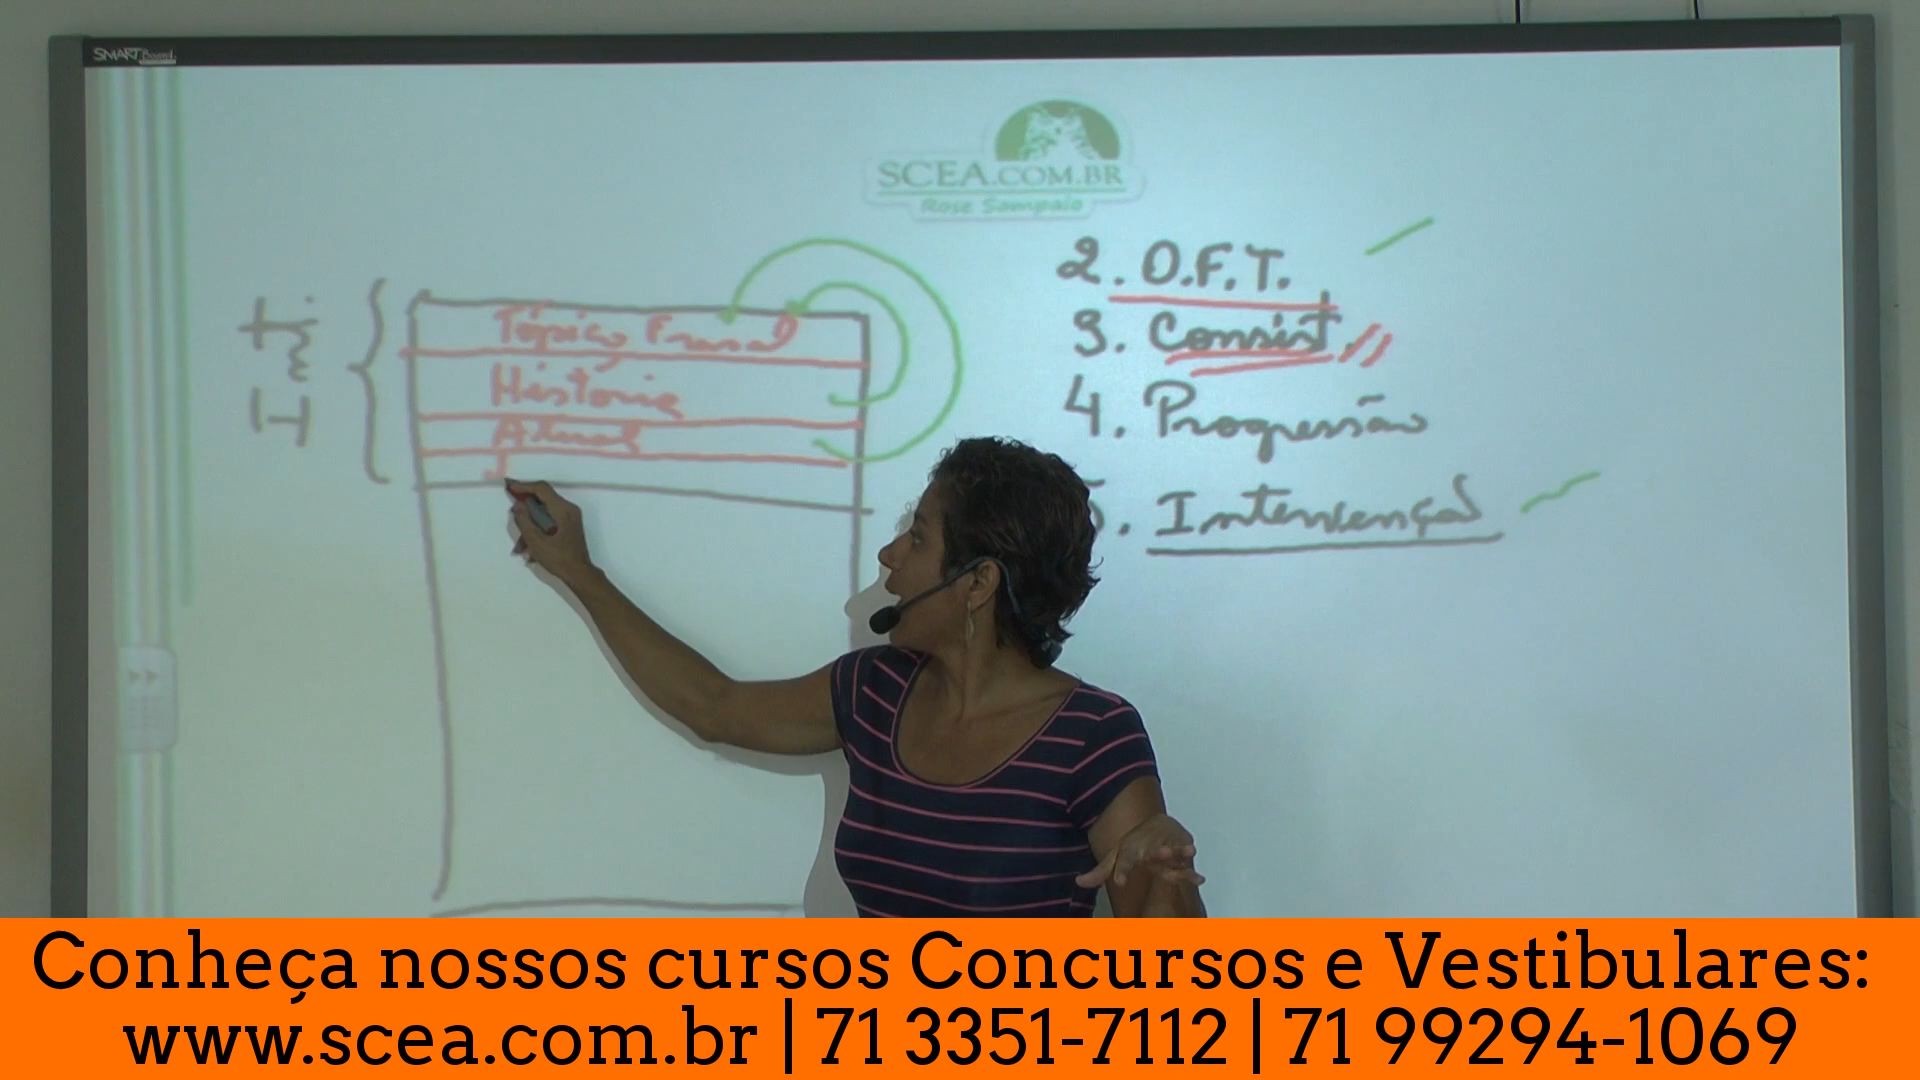 SMART Board
SCEA.COM.BR
Rose Sampaio
2. O.F.T.
3. Consist.
4. Progressão
5. Intervenção
Tópico Frasal
História
Atual
Conheça nossos cursos Concursos e Vestibulares:
www.scea.com.br | 71 3351-7112 | 71 99294-1069